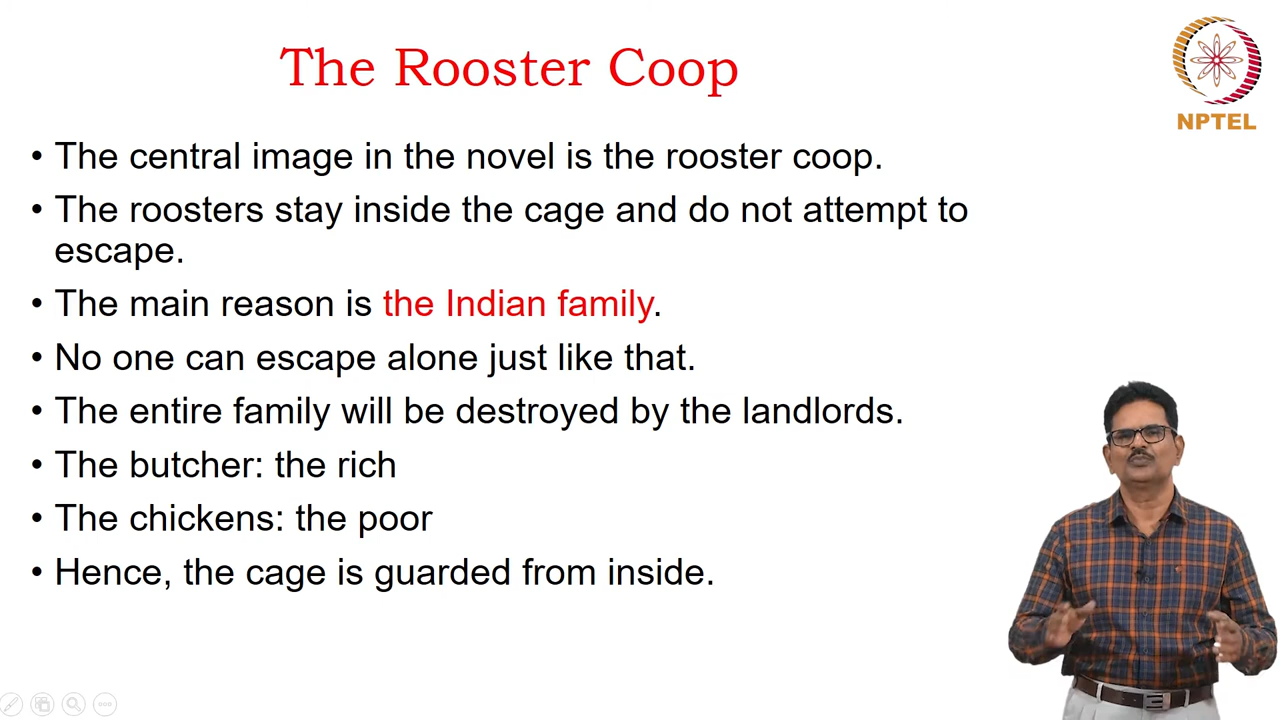 The Rooster Coop
NPTEL
• The central image in the novel is the rooster coop.
• The roosters stay inside the cage and do not attempt to
escape.
• The main reason is the Indian family.
• No one can escape alone just like that.
• The entire family will be destroyed by the landlords.
• The butcher: the rich
• The chickens: the poor
• Hence, the cage is guarded from inside.